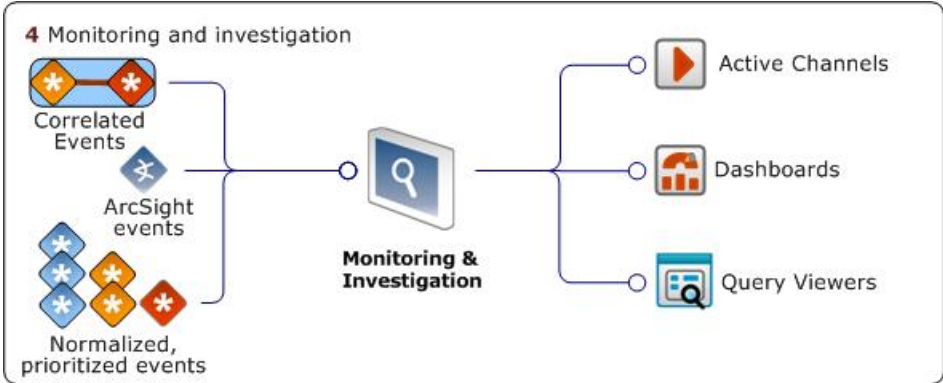 4 Monitoring and investigation
Correlated
Events
ArcSight
events
Normalized,
prioritized events
Monitoring &
Investigation
Active Channels
Dashboards
Query Viewers